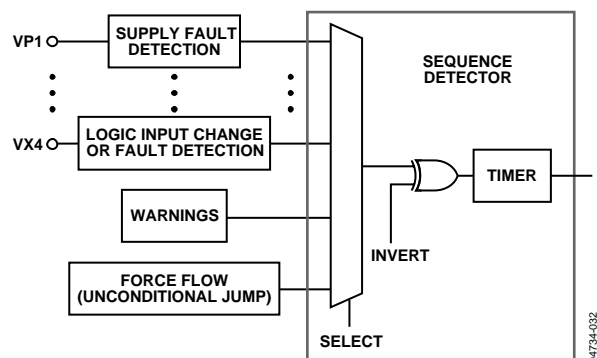 VP1
SUPPLY FAULT
DETECTION
SEQUENCE
DETECTOR
VX4
LOGIC INPUT CHANGE
OR FAULT DETECTION
TIMER
WARNINGS
INVERT
FORCE FLOW
(UNCONDITIONAL JUMP)
SELECT
04734-032